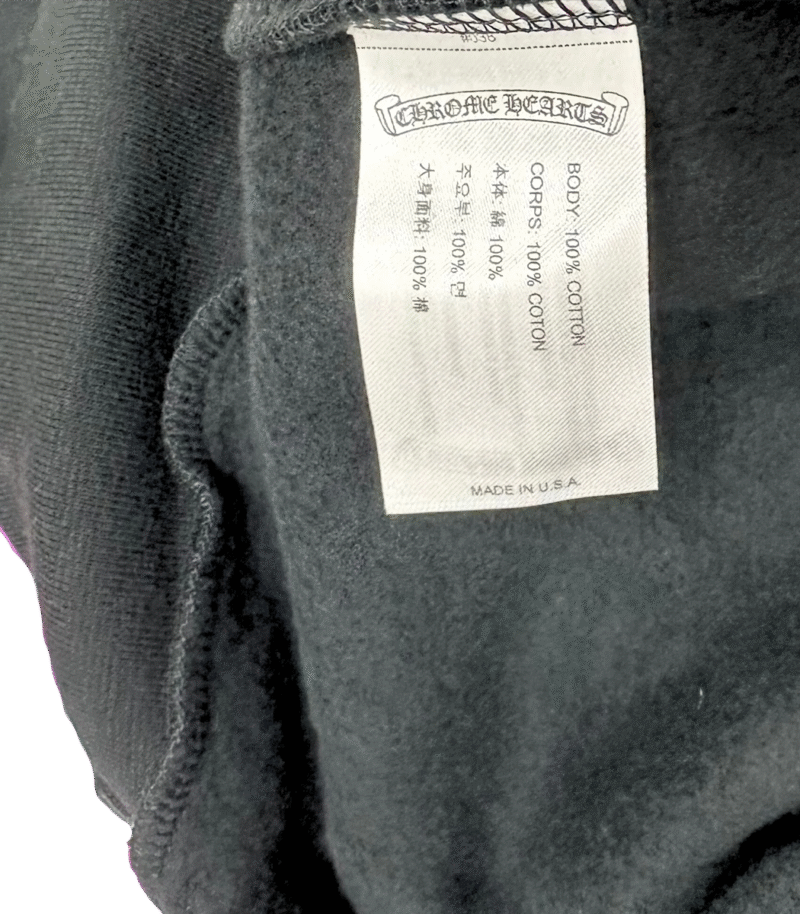 CHROME HEARTS
BODY: 100% COTTON
CORPS: 100% COTON
本体: 綿 100%
주요부: 100% 면
大身面料: 100% 棉
MADE IN U.S.A.